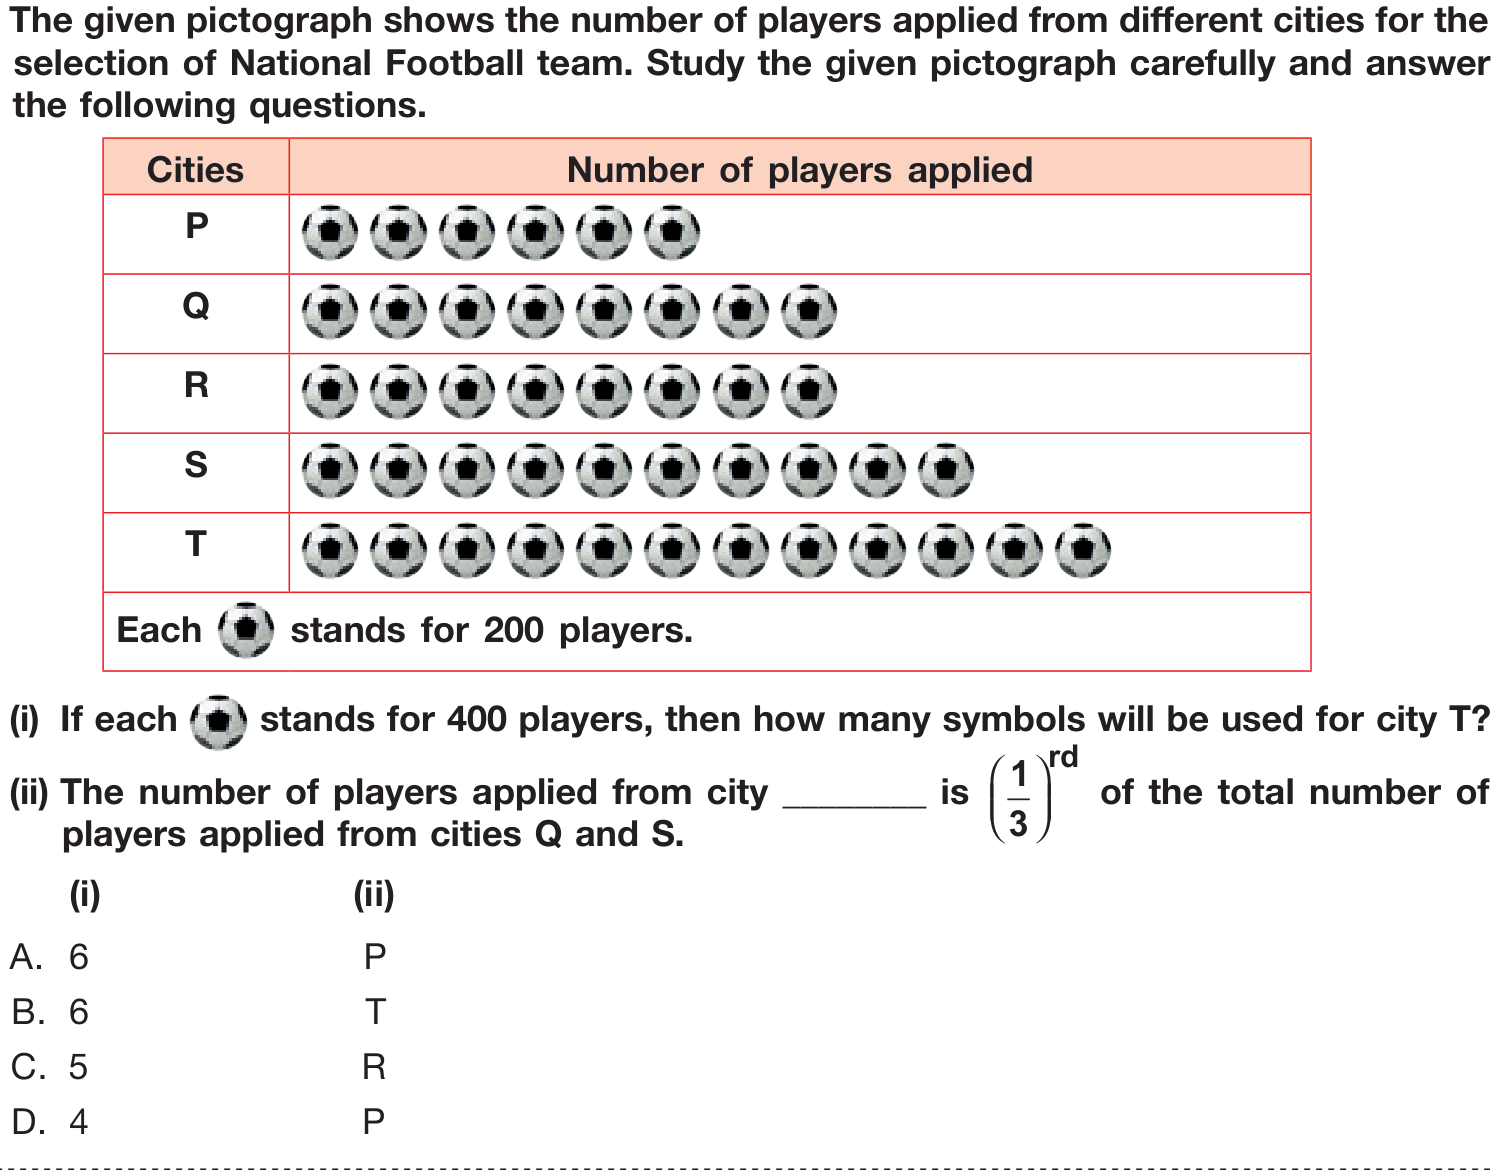 The given pictograph shows the number of players applied from different cities for the
selection of National Football team. Study the given pictograph carefully and answer
the following questions.
Cities Number of players applied
P
Q
R
S
T
Each stands for 200 players.
(i) If each stands for 400 players, then how many symbols will be used for city T?
(ii) The number of players applied from city ________ is (1/3)rd of the total number of
players applied from cities Q and S.
(i) (ii)
A. 6 P
B. 6 T
C. 5 R
D. 4 P